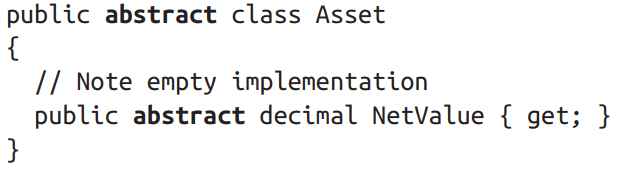 public abstract class Asset
{
  // Note empty implementation
  public abstract decimal NetValue { get; }
}